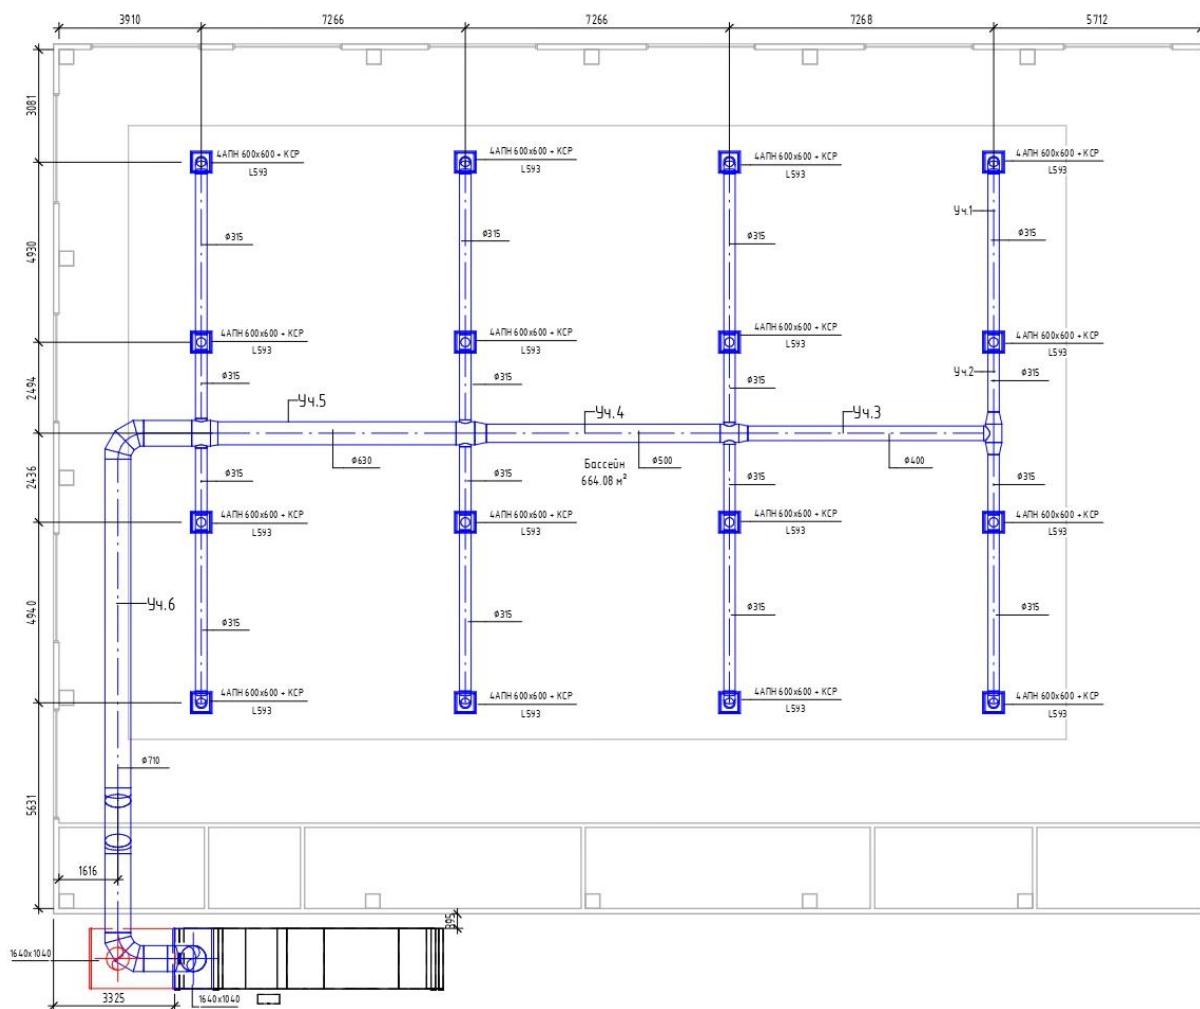 3910 7266 7266 7268 5712
3081
4АПН 600х600 + КСР 4АПН 600х600 + КСР 4АПН 600х600 + КСР 4АПН 600х600 + КСР
L593 L593 L593 L593
Уч.1
4930
ø315 ø315 ø315 ø315
4АПН 600х600 + КСР 4АПН 600х600 + КСР 4АПН 600х600 + КСР 4АПН 600х600 + КСР
L593 L593 L593 L593
Уч.2
2494
ø315 ø315 ø315 ø315
Уч.5 Уч.4 Уч.3
ø630 ø500 ø400
Бассейн
664.08 м²
2436
ø315 ø315 ø315 ø315
4АПН 600х600 + КСР 4АПН 600х600 + КСР 4АПН 600х600 + КСР 4АПН 600х600 + КСР
L593 L593 L593 L593
Уч.6
4940
ø315 ø315 ø315 ø315
4АПН 600х600 + КСР 4АПН 600х600 + КСР 4АПН 600х600 + КСР 4АПН 600х600 + КСР
L593 L593 L593 L593
ø710
5631
1616
395
1640х1040
3325
1640х1040